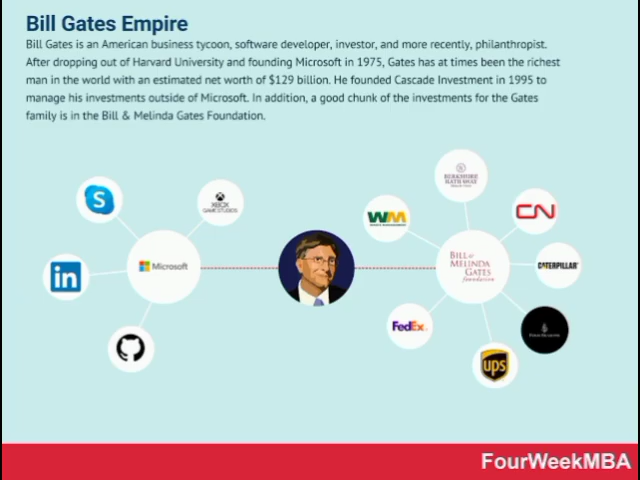 Bill Gates Empire
Bill Gates is an American business tycoon, software developer, investor, and more recently, philanthropist.
After dropping out of Harvard University and founding Microsoft in 1975, Gates has at times been the richest
man in the world with an estimated net worth of $129 billion. He founded Cascade Investment in 1995 to
manage his investments outside of Microsoft. In addition, a good chunk of the investments for the Gates
family is in the Bill & Melinda Gates Foundation.
BERKSHIRE
HATHAWAY
S
XBOX
GAME STUDIOS
WM
WASTE MANAGEMENT
CN
Microsoft
BILL &
MELINDA
GATES
foundation
CATERPILLAR
in
FedEx
ups
FourWeekMBA